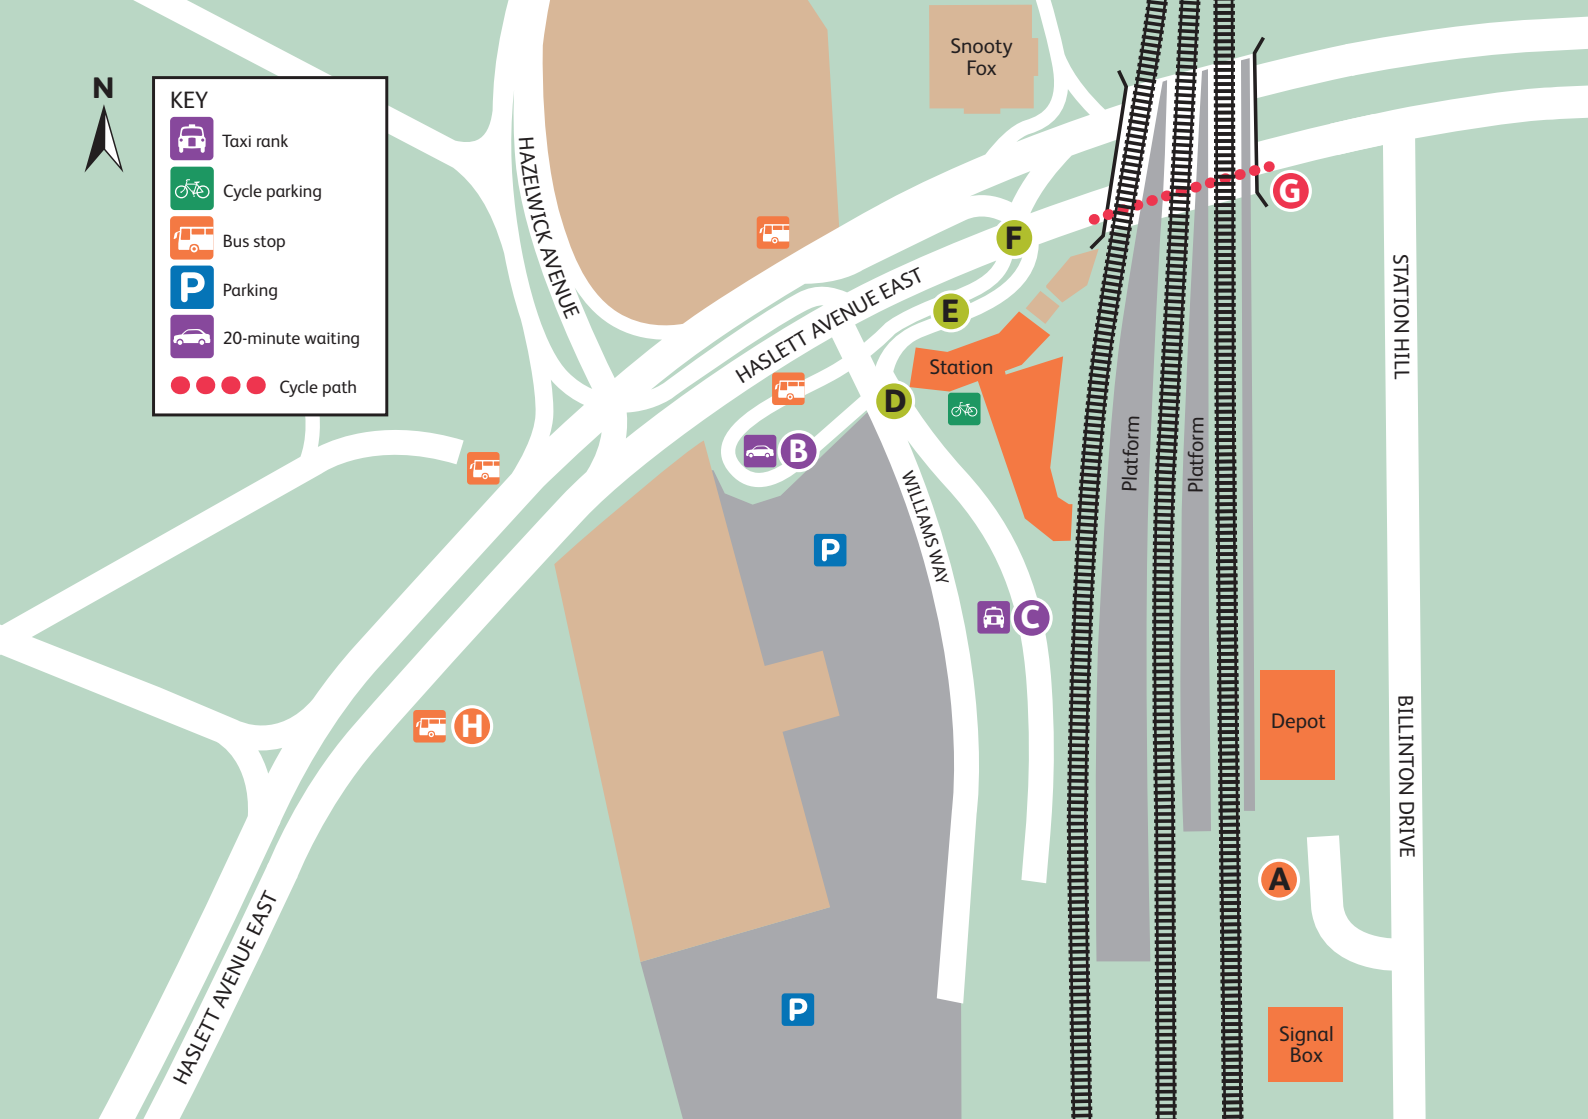 N
KEY
Taxi rank
Cycle parking
Bus stop
P
Parking
20-minute waiting
Cycle path
Snooty
Fox
HAZELWICK AVENUE
G
F
HASLETT AVENUE EAST
E
STATION HILL
Station
D
B
Platform
Platform
WILLIAMS WAY
P
C
H
Depot
BILLINTON DRIVE
A
HASLETT AVENUE EAST
P
Signal
Box